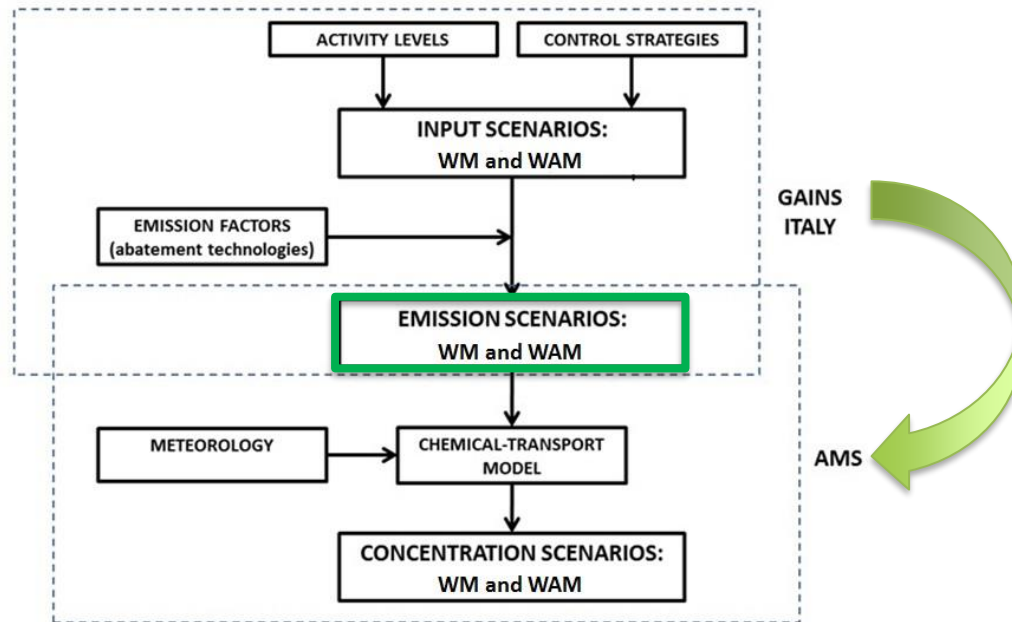 ACTIVITY LEVELS
CONTROL STRATEGIES
INPUT SCENARIOS:
WM and WAM
EMISSION FACTORS
(abatement technologies)
GAINS
ITALY
EMISSION SCENARIOS:
WM and WAM
METEOROLOGY
CHEMICAL-TRANSPORT
MODEL
AMS
CONCENTRATION SCENARIOS:
WM and WAM